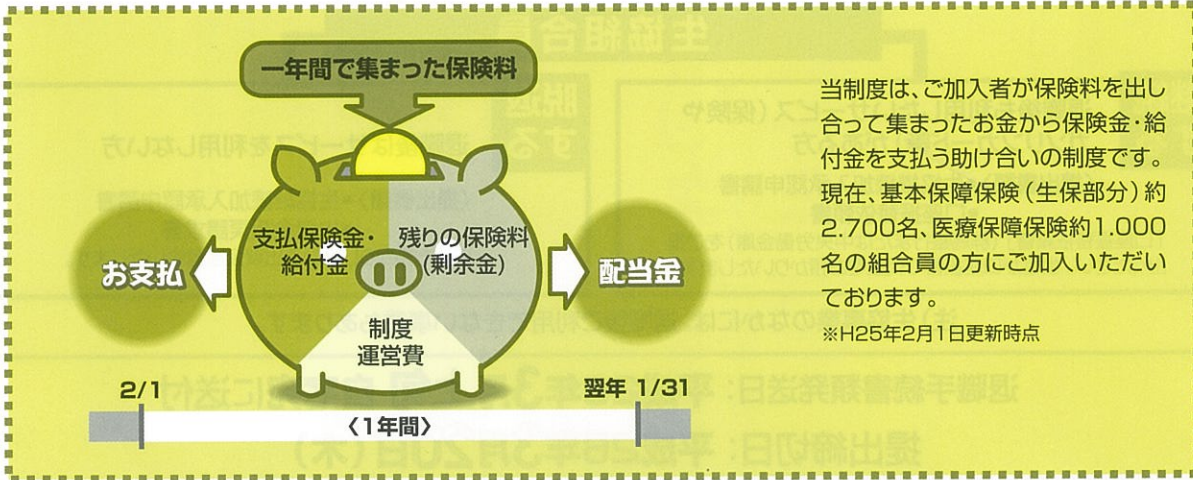 一年間で集まった保険料
支払保険金・
給付金
残りの保険料
(剰余金)
お支払
配当金
制度
運営費
2/1
翌年 1/31
〈1年間〉
当制度は、ご加入者が保険料を出し
合って集まったお金から保険金・給
付金を支払う助け合いの制度です。
現在、基本保障保険（生保部分）約
2.700名、医療保障保険約1.000
名の組合員の方にご加入いただい
ております。
※H25年2月1日更新時点